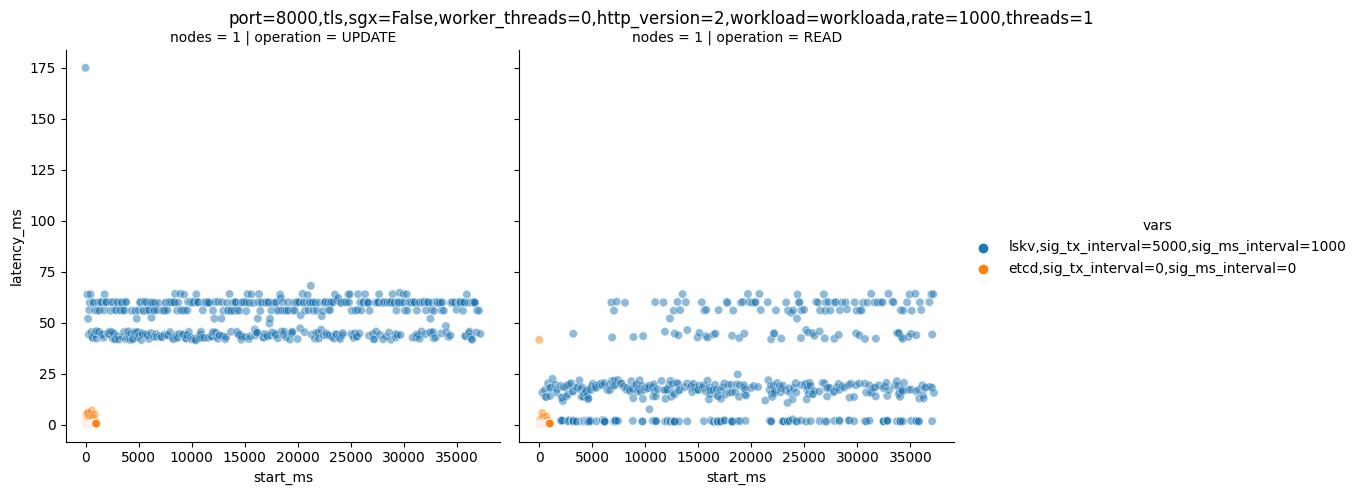 port=8000,tls,sgx=False,worker_threads=0,http_version=2,workload=workloada,rate=1000,threads=1
nodes = 1 | operation = UPDATE
nodes = 1 | operation = READ
175
150
125
100
75
50
25
0
latency_ms
0 5000 10000 15000 20000 25000 30000 35000
start_ms
0 5000 10000 15000 20000 25000 30000 35000
start_ms
vars
lskv,sig_tx_interval=5000,sig_ms_interval=1000
etcd,sig_tx_interval=0,sig_ms_interval=0